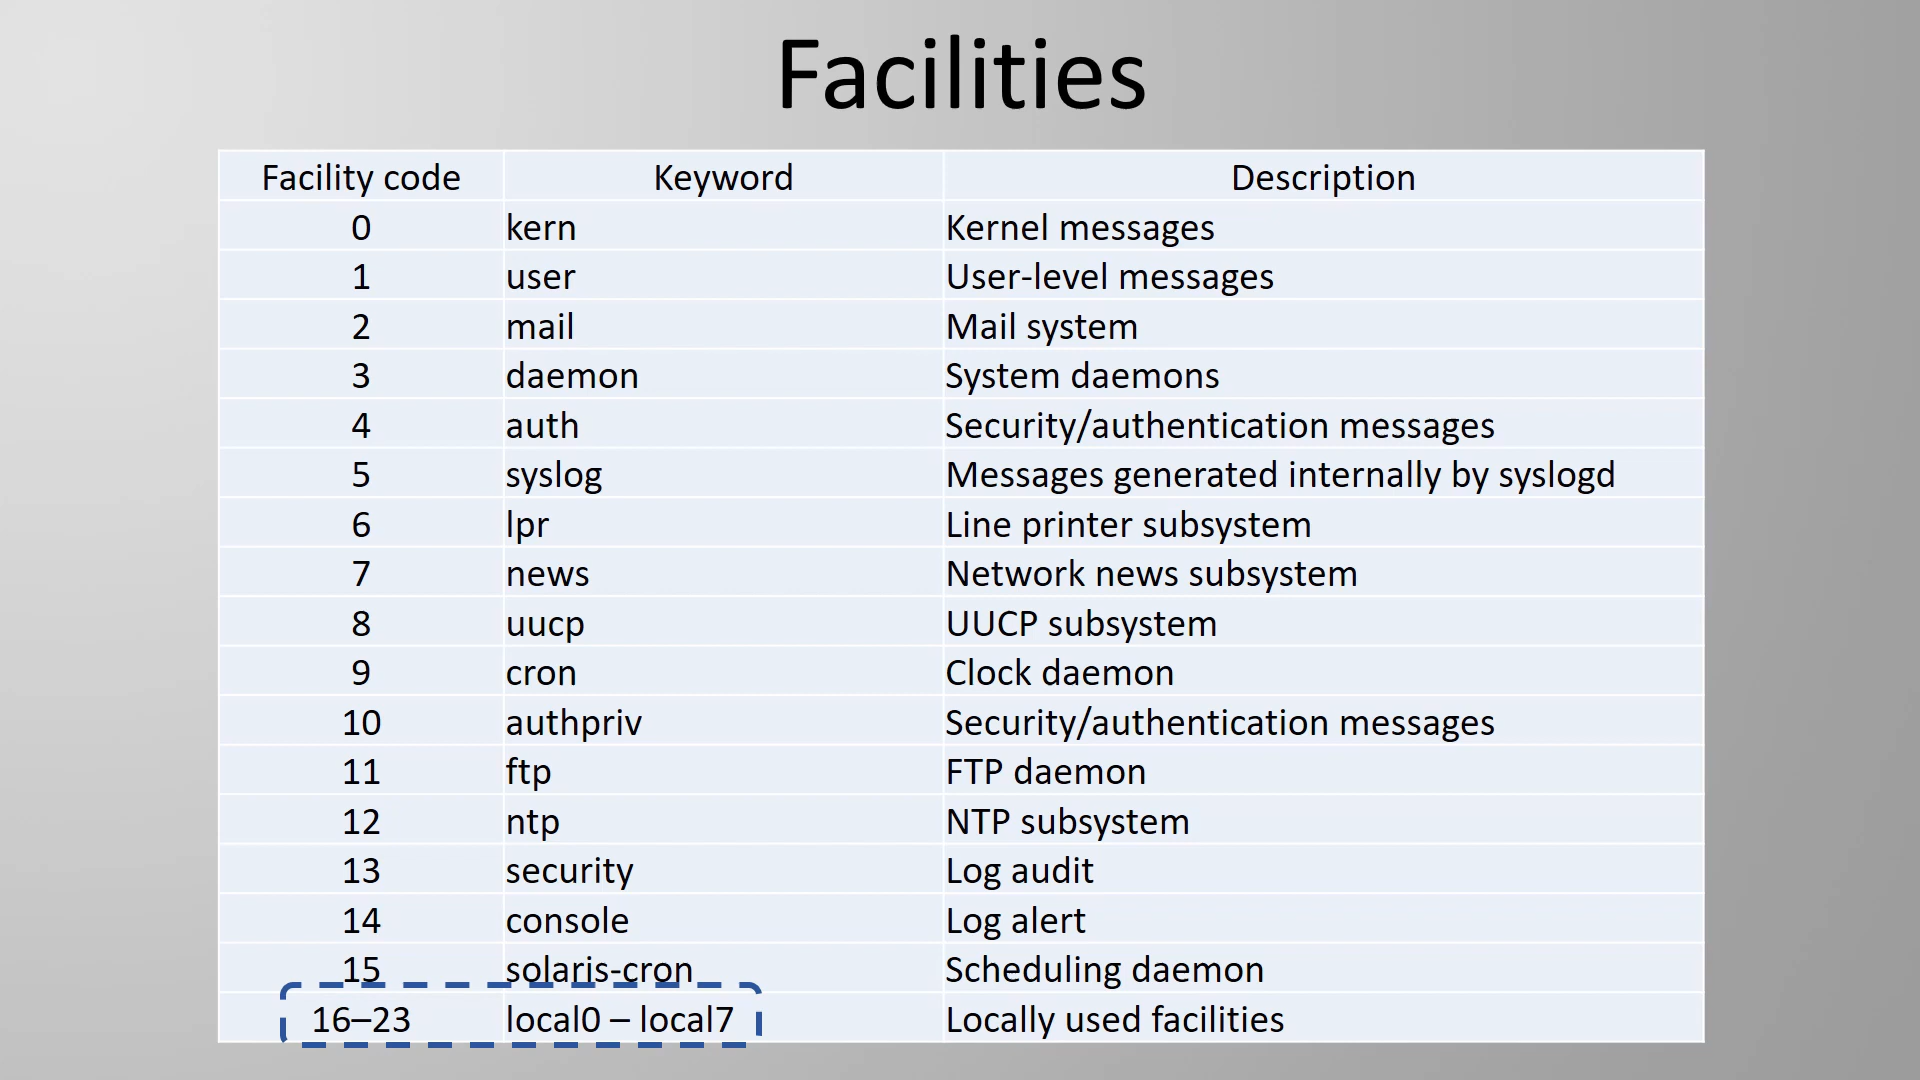 Facilities
Facility code Keyword Description
0 kern Kernel messages
1 user User-level messages
2 mail Mail system
3 daemon System daemons
4 auth Security/authentication messages
5 syslog Messages generated internally by syslogd
6 lpr Line printer subsystem
7 news Network news subsystem
8 uucp UUCP subsystem
9 cron Clock daemon
10 authpriv Security/authentication messages
11 ftp FTP daemon
12 ntp NTP subsystem
13 security Log audit
14 console Log alert
15 solaris-cron Scheduling daemon
16–23 local0 – local7 Locally used facilities